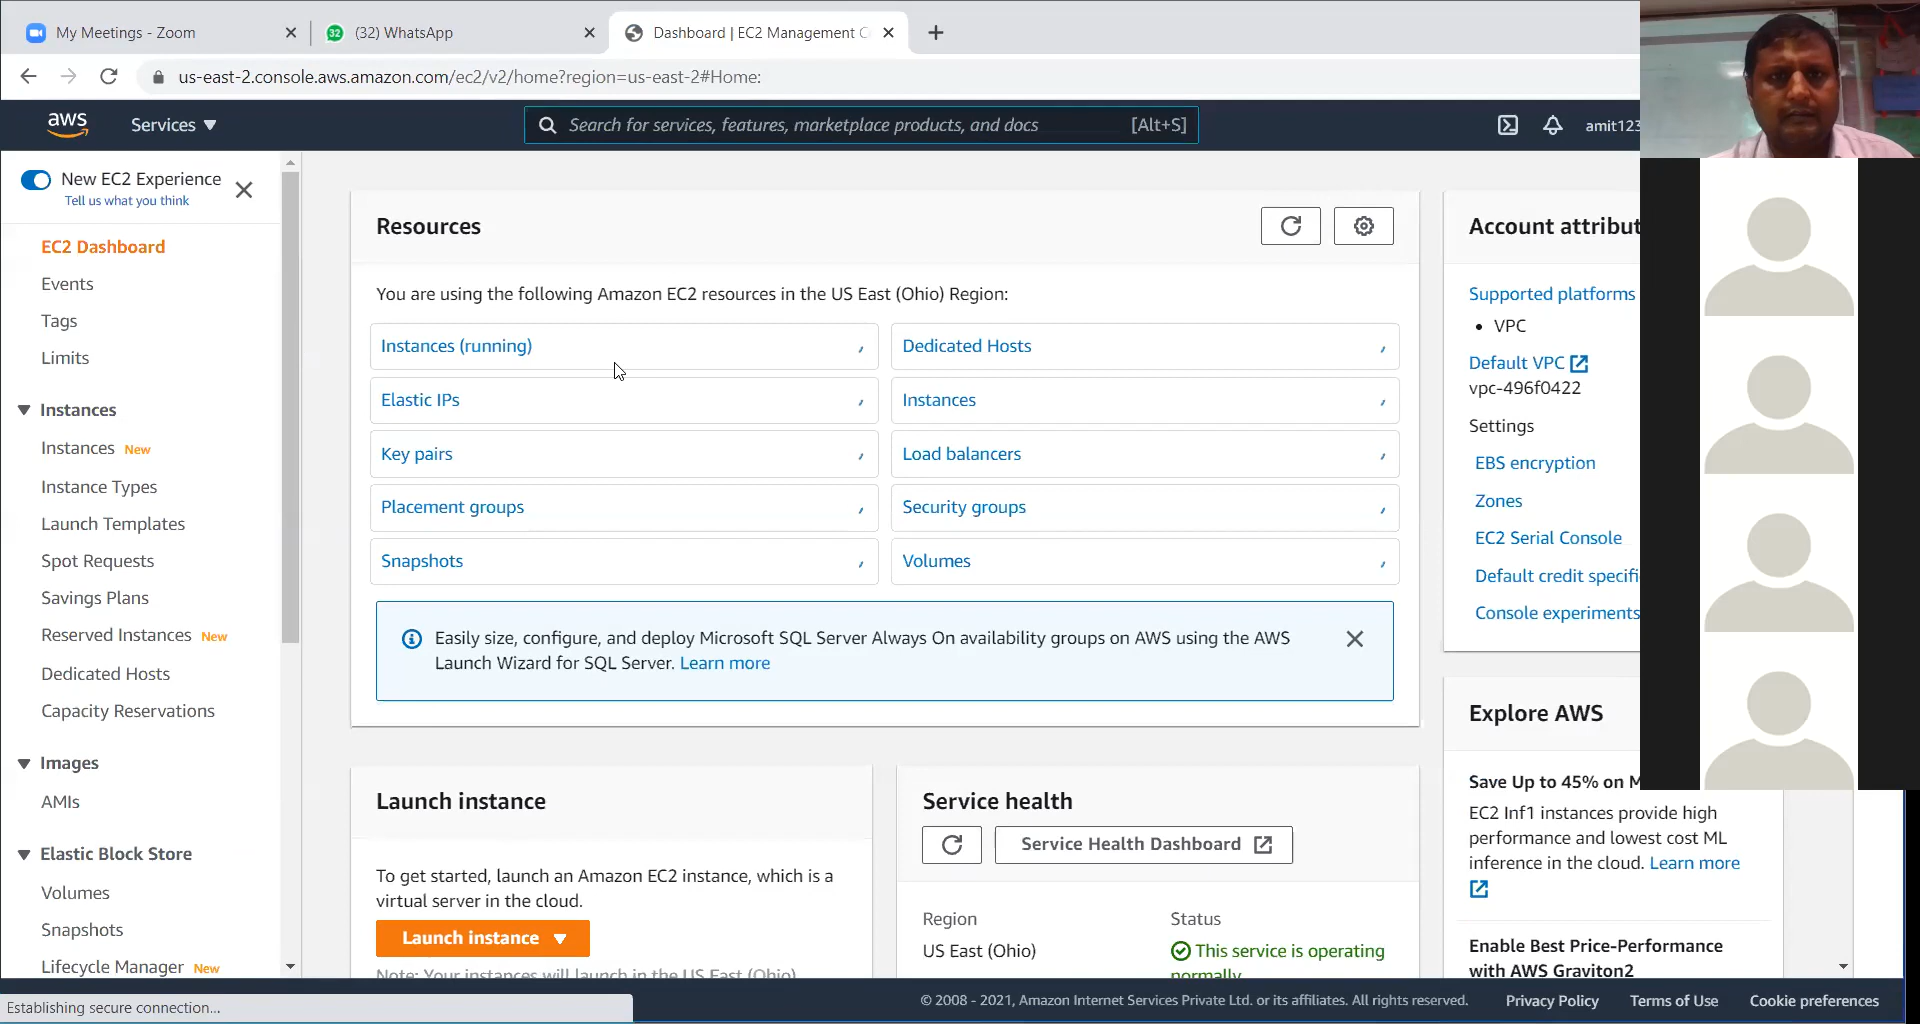 My Meetings - Zoom
32
(32) WhatsApp
Dashboard | EC2 Management C
us-east-2.console.aws.amazon.com/ec2/v2/home?region=us-east-2#Home:
aws
Services
Search for services, features, marketplace products, and docs
[Alt+S]
amit123
New EC2 Experience
Tell us what you think
EC2 Dashboard
Events
Tags
Limits
Instances
Instances New
Instance Types
Launch Templates
Spot Requests
Savings Plans
Reserved Instances New
Dedicated Hosts
Capacity Reservations
Images
AMIs
Elastic Block Store
Volumes
Snapshots
Lifecycle Manager New
Resources
You are using the following Amazon EC2 resources in the US East (Ohio) Region:
Instances (running)
Dedicated Hosts
Elastic IPs
Instances
Key pairs
Load balancers
Placement groups
Security groups
Snapshots
Volumes
Easily size, configure, and deploy Microsoft SQL Server Always On availability groups on AWS using the AWS
Launch Wizard for SQL Server. Learn more
Launch instance
To get started, launch an Amazon EC2 instance, which is a
virtual server in the cloud.
Launch instance
Note: Your instances will launch in the US East (Ohio)
Service health
Service Health Dashboard
Region
Status
US East (Ohio)
This service is operating
normally
Account attribut
Supported platforms
• VPC
Default VPC
vpc-496f0422
Settings
EBS encryption
Zones
EC2 Serial Console
Default credit specifi
Console experiments
Explore AWS
Save Up to 45% on M
EC2 Inf1 instances provide high
performance and lowest cost ML
inference in the cloud. Learn more
Enable Best Price-Performance
with AWS Graviton2
Establishing secure connection...
© 2008 - 2021, Amazon Internet Services Private Ltd. or its affiliates. All rights reserved.
Privacy Policy
Terms of Use
Cookie preferences